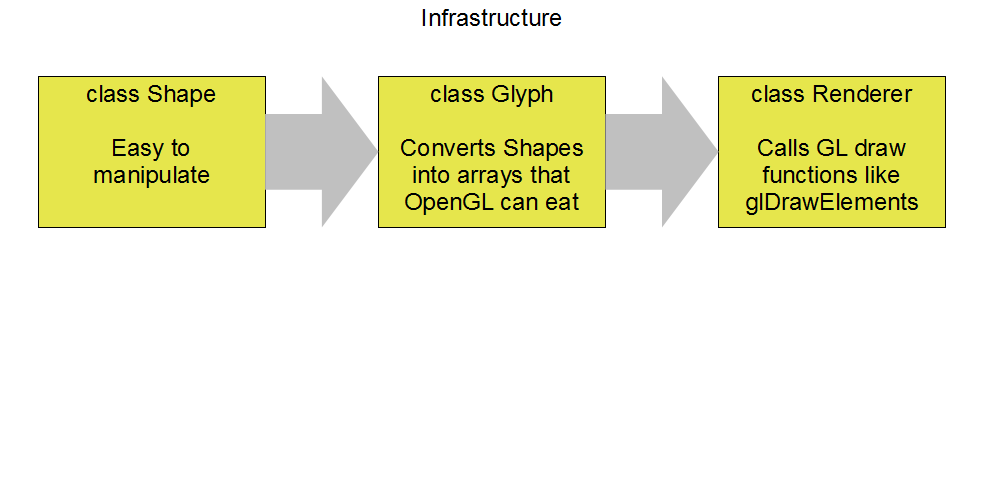 Infrastructure
class Shape
Easy to
manipulate
class Glyph
Converts Shapes
into arrays that
OpenGL can eat
class Renderer
Calls GL draw
functions like
glDrawElements